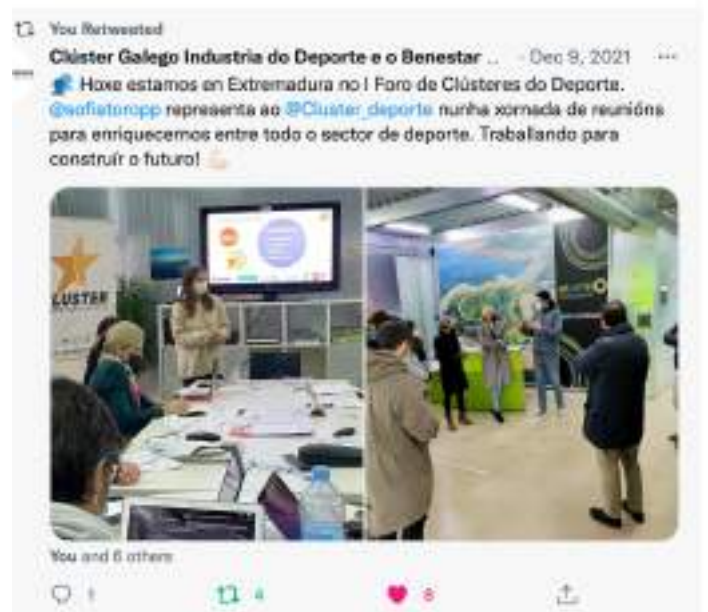 You Retweeted
Clúster Galego Industria do Deporte e o Benestar .. · Dec 9, 2021 ···
Hoxe estamos en Extremadura no I Foro de Clústeres do Deporte.
@sofiatoropp representa ao @Cluster_deporte nunha xornada de reunións
para enriquecernos entre todo o sector de deporte. Traballando para
construír o futuro!
LUSTER
You and 6 others
1 4 8